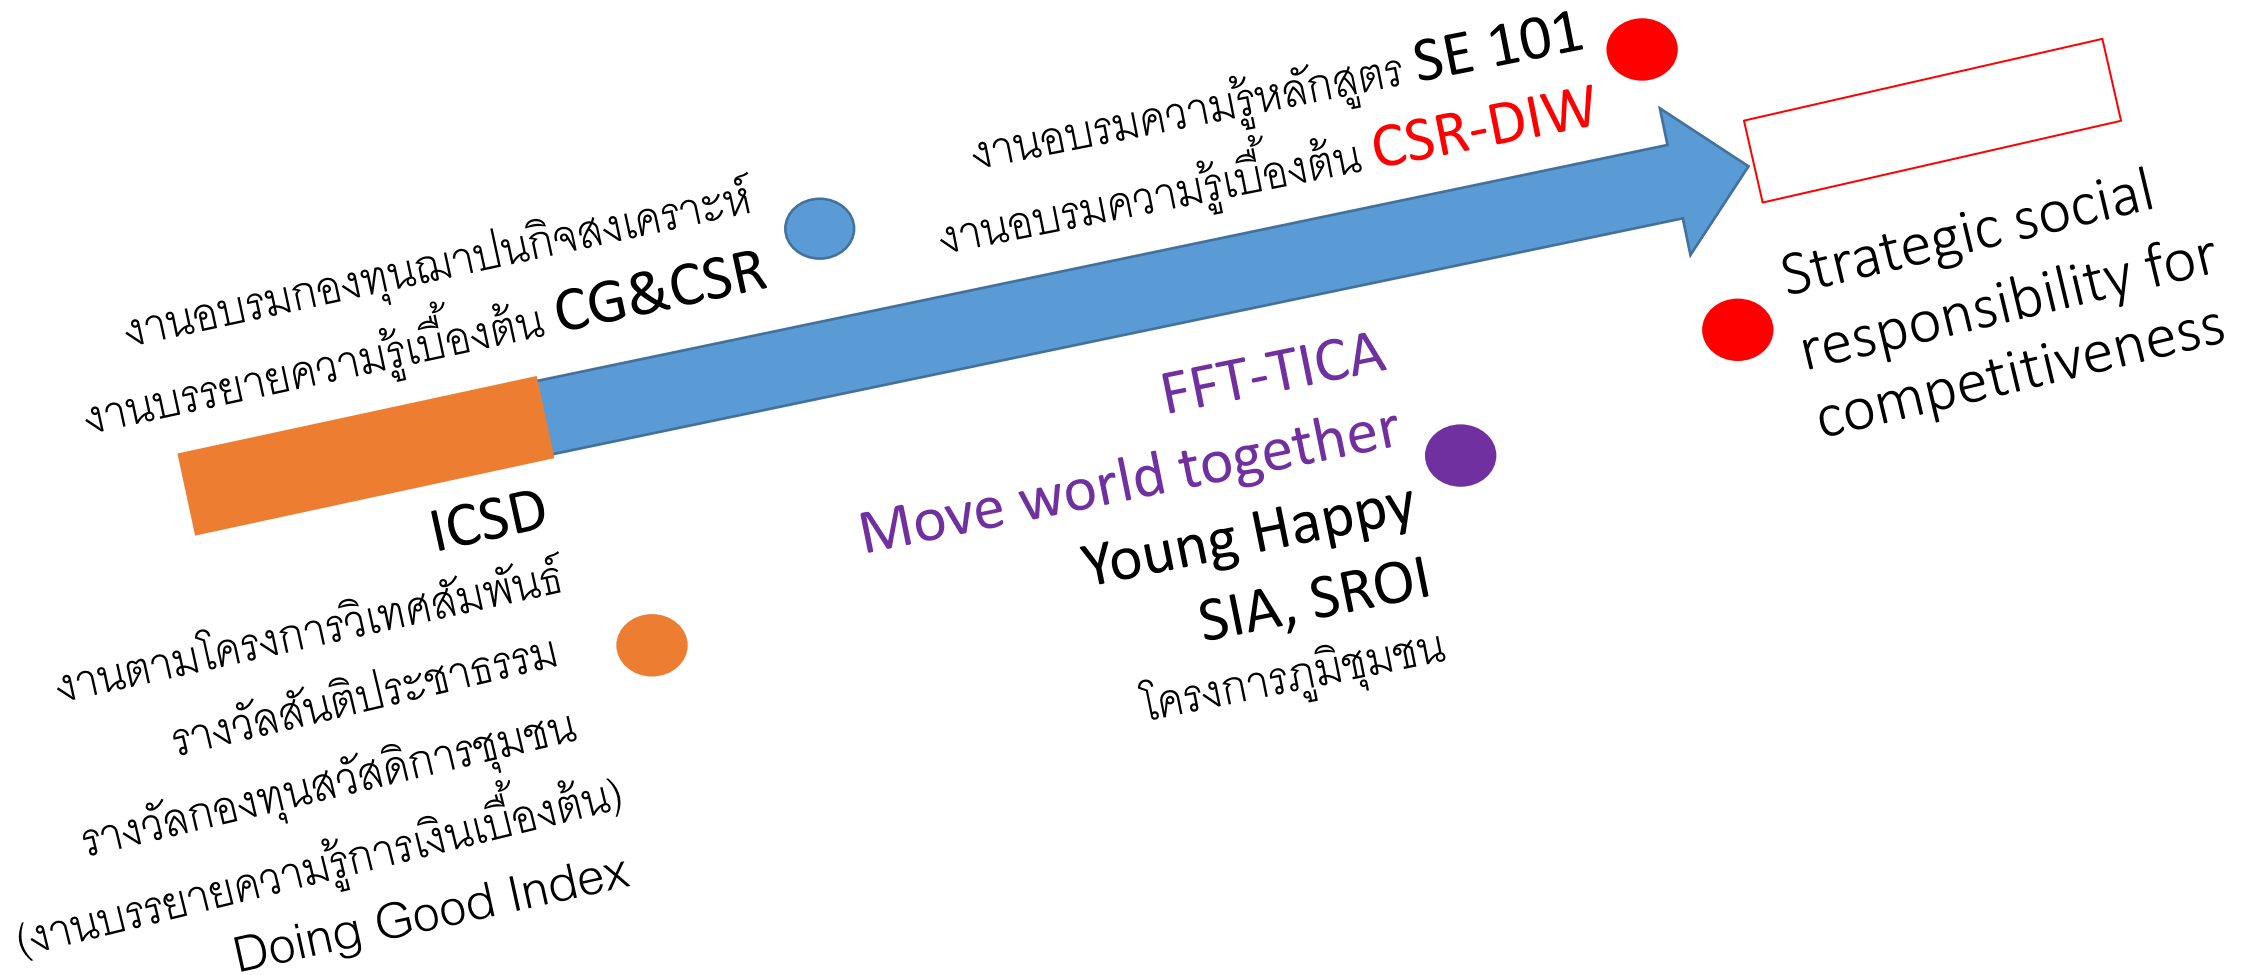 งานอบรมกองทุนฌาปนกิจสงเคราะห์
งานบรรยายความรู้เบื้องต้น CG&CSR
งานอบรมความรู้หลักสูตร SE 101
งานอบรมความรู้เบื้องต้น CSR-DIW
Strategic social
responsibility for
competitiveness
ICSD
งานตามโครงการวิเทศสัมพันธ์
รางวัลสันติประชาธรรม
รางวัลกองทุนสวัสดิการชุมชน
(งานบรรยายความรู้การเงินเบื้องต้น)
Doing Good Index
FFT-TICA
Move world together
Young Happy
SIA, SROI
โครงการภูมิชุมชน